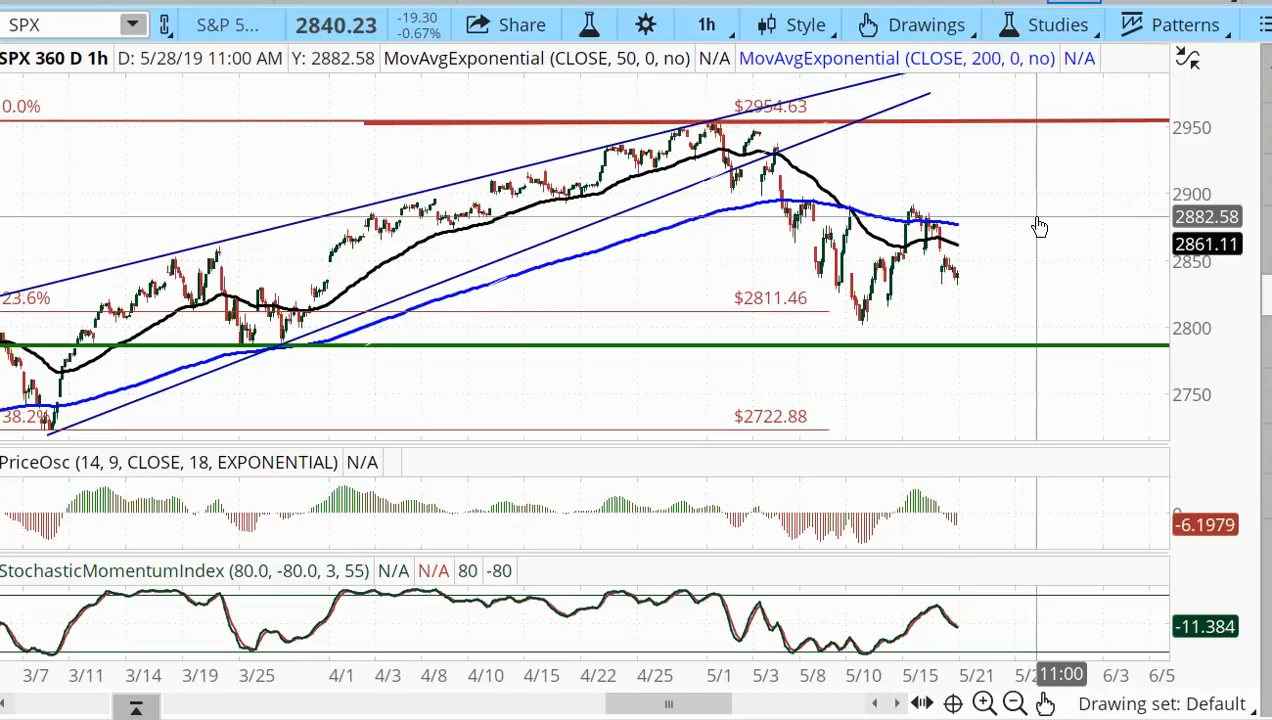 SPX S&P 5... 2840.23 -19.30 -0.67% Share 1h Style Drawings Studies Patterns
SPX 360 D 1h D: 5/28/19 11:00 AM Y: 2882.58 MovAvgExponential (CLOSE, 50, 0, no) N/A MovAvgExponential (CLOSE, 200, 0, no) N/A
0.0% $2954.63
2950
2900
2882.58
2861.11
2850
23.6% $2811.46
2800
2750
38.2% $2722.88
PriceOsc (14, 9, CLOSE, 18, EXPONENTIAL) N/A
0
-6.1979
StochasticMomentumIndex (80.0, -80.0, 3, 55) N/A N/A 80 -80
-11.384
3/7 3/11 3/14 3/19 3/25 4/1 4/3 4/8 4/10 4/15 4/22 4/25 5/1 5/3 5/8 5/10 5/15 5/21 5/2 11:00 6/3 6/5
Drawing set: Default